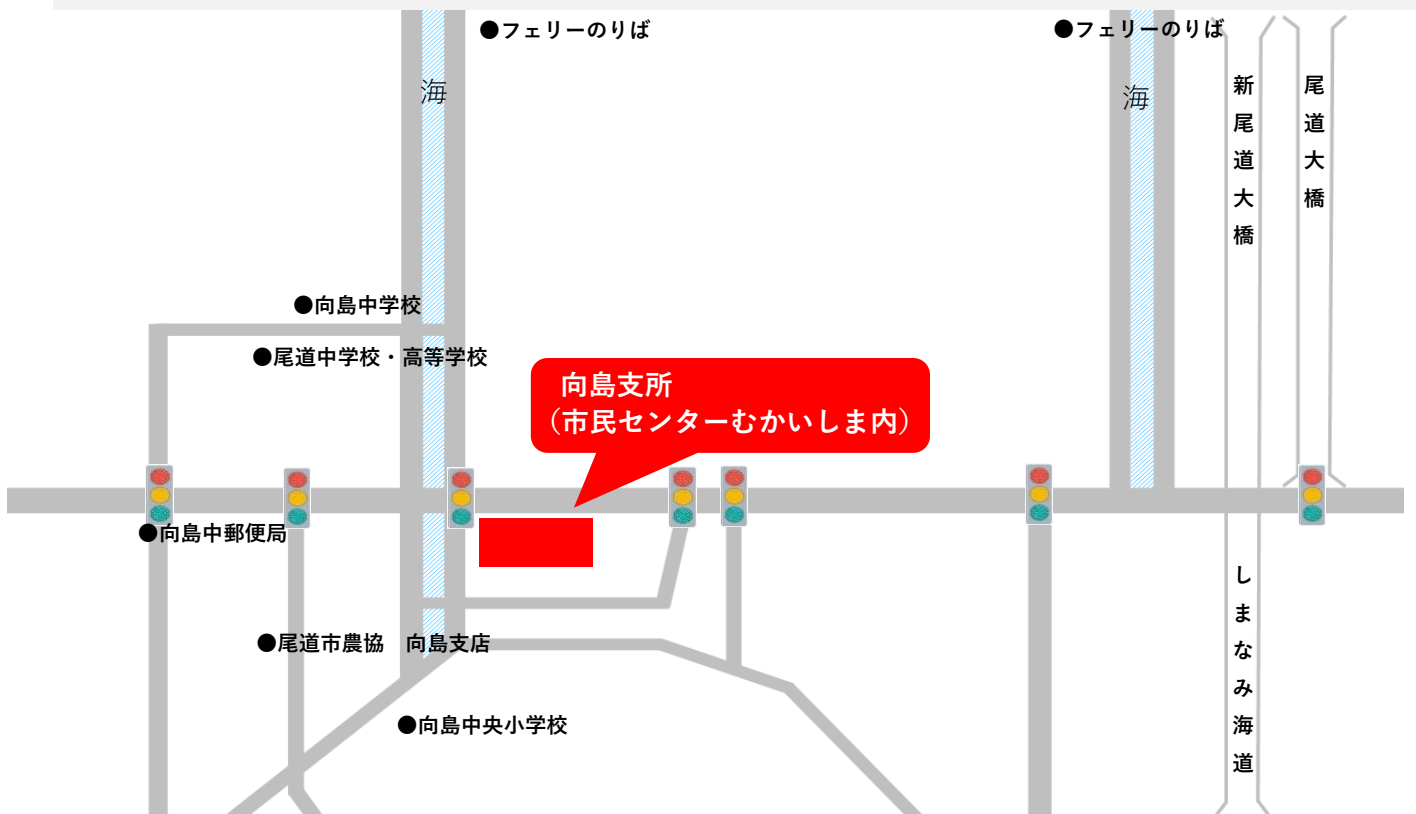 ●フェリーのりば
●フェリーのりば
海
海
新尾道大橋
尾道大橋
●向島中学校
●尾道中学校・高等学校
向島支所
（市民センターむかいしま内）
●向島中郵便局
しまなみ海道
●尾道市農協　向島支店
●向島中央小学校